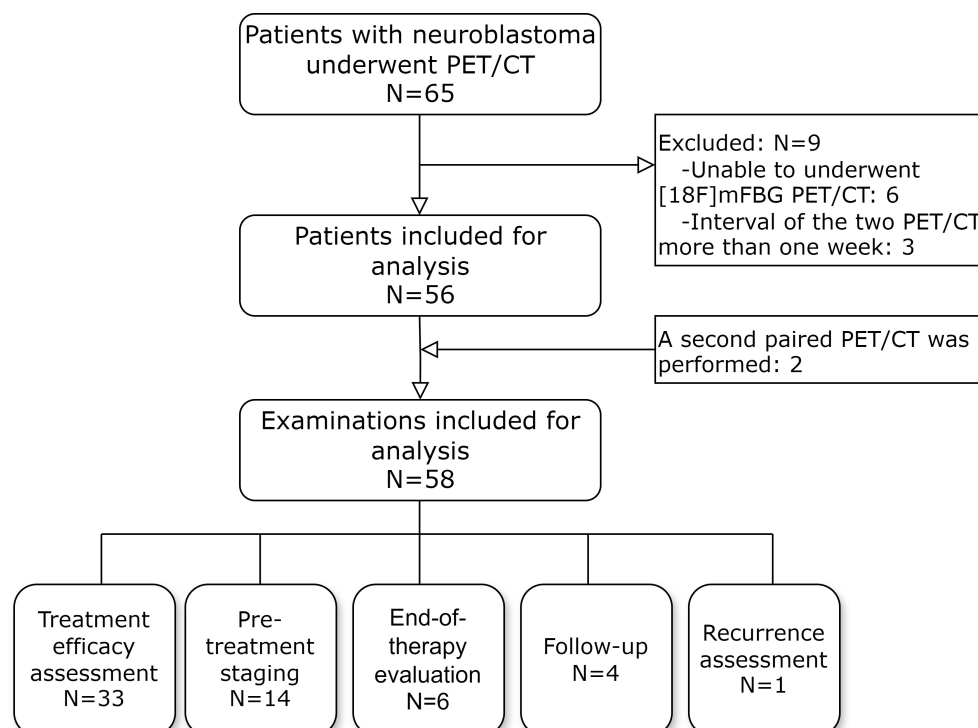 Patients with neuroblastoma
underwent PET/CT
N=65
Excluded: N=9
-Unable to underwent
[18F]mFBG PET/CT: 6
-Interval of the two PET/CT
more than one week: 3
Patients included for
analysis
N=56
A second paired PET/CT was
performed: 2
Examinations included for
analysis
N=58
Treatment
efficacy
assessment
N=33
Pre-
treatment
staging
N=14
End-of-
therapy
evaluation
N=6
Follow-up
N=4
Recurrence
assessment
N=1